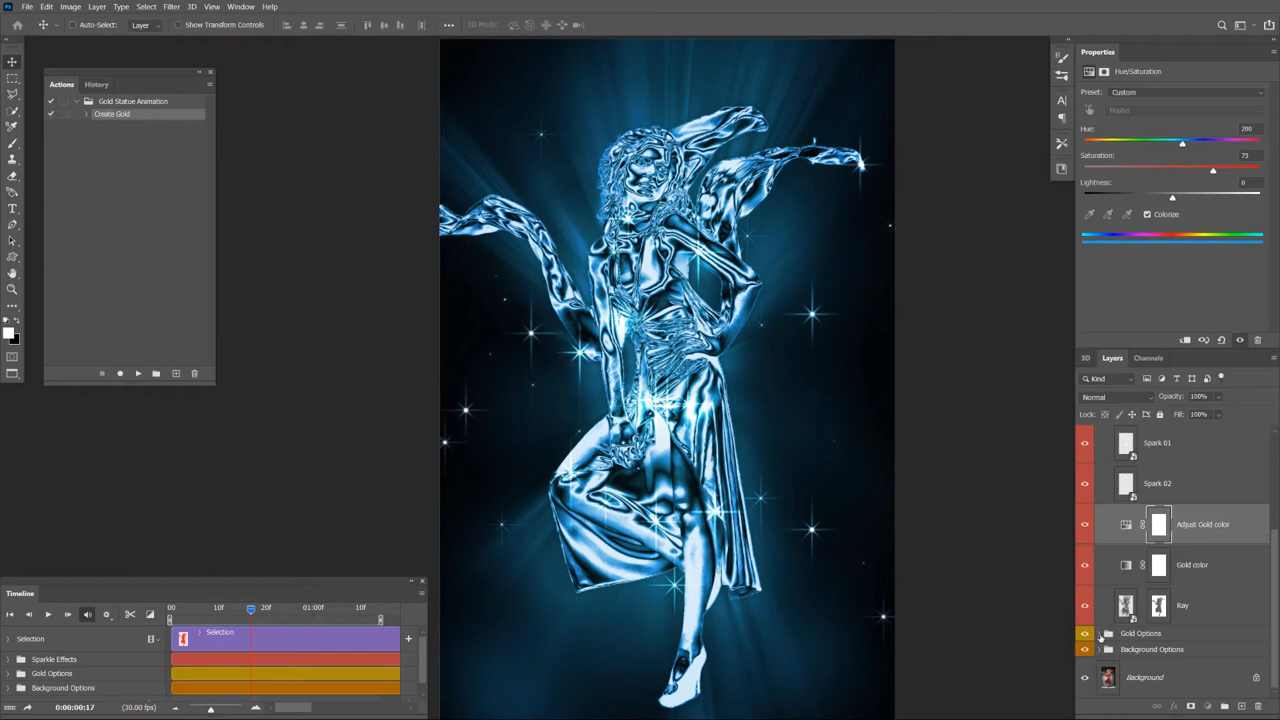 File Edit Image Layer Type Select Filter 3D View Window Help
Auto-Select: Layer Show Transform Controls 3D Mode:
Actions History
Gold Statue Animation
Create Gold
Properties
Hue/Saturation
Preset: Custom
Master
Hue: 200
Saturation: 73
Lightness: 0
Colorize
3D Layers Channels
Kind
Normal Opacity: 100%
Lock: Fill: 100%
Spark 01
Spark 02
Adjust Gold color
Gold color
Ray
Gold Options
Background Options
Background
Timeline
00 10f 20f 01:00f 10f
Selection Selection
Sparkle Effects
Gold Options
Background Options
0:00:00:17 (30.00 fps)